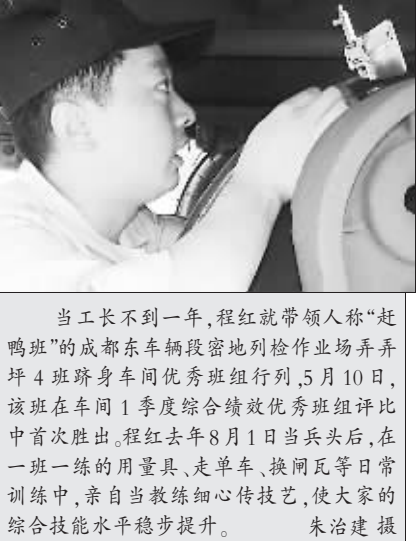 当工长不到一年,程红就带领人称“赶
鸭班”的成都东车辆段密地列检作业场弄弄
坪4班跻身车间优秀班组行列,5月10日,
该班在车间1季度综合绩效优秀班组评比
中首次胜出。程红去年8月1日当兵头后,在
一班一练的用量具、走单车、换闸瓦等日常
训练中,亲自当教练细心传技艺,使大家的
综合技能水平稳步提升。 朱治建 摄